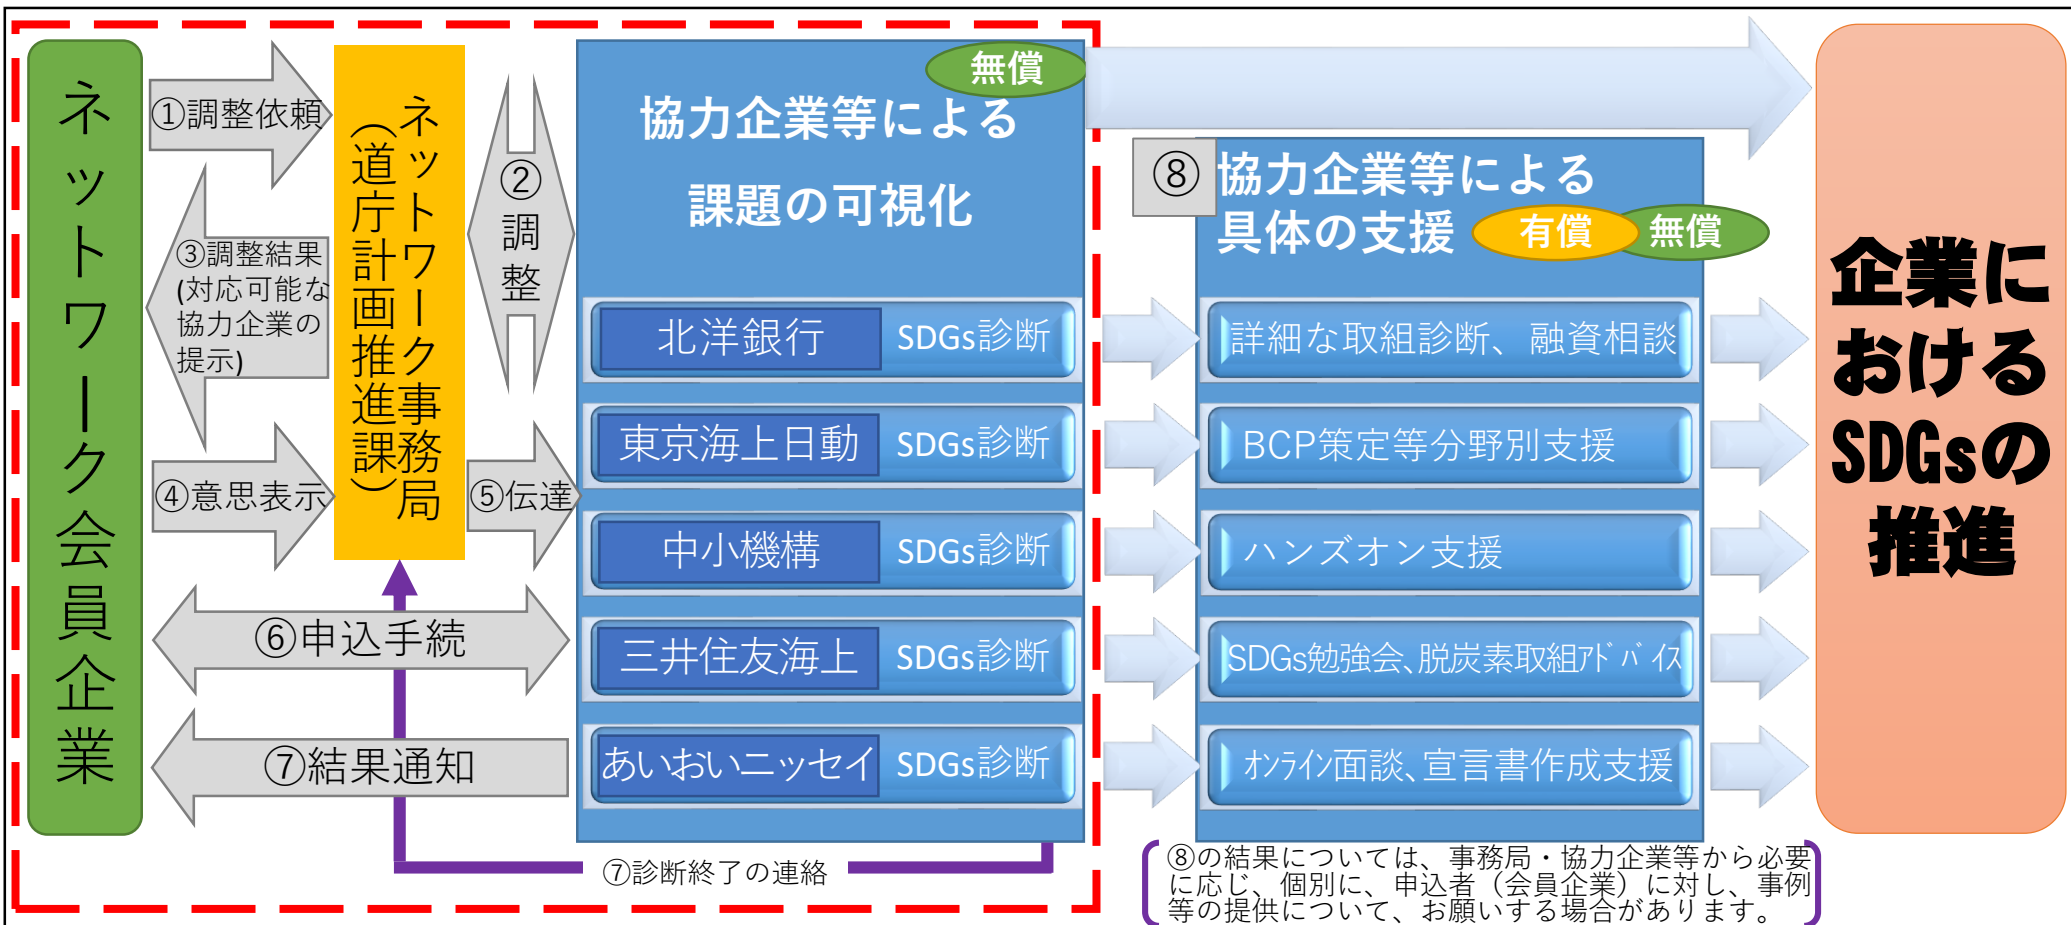 ネットワーク会員企業
①調整依頼
③調整結果
(対応可能な
協力企業の
提示)
④意思表示
ネットワーク事務局
（道庁計画推進課）
②
調
整
⑤伝達
⑥申込手続
⑦結果通知
⑦診断終了の連絡
無償
協力企業等による
課題の可視化
北洋銀行 SDGs診断
東京海上日動 SDGs診断
中小機構 SDGs診断
三井住友海上 SDGs診断
あいおいニッセイ SDGs診断
⑧
協力企業等による
具体の支援 有償 無償
詳細な取組診断、融資相談
BCP策定等分野別支援
ハンズオン支援
SDGs勉強会、脱炭素取組ｱﾄﾞﾊﾞｲｽ
ｵﾝﾗｲﾝ面談、宣言書作成支援
⑧の結果については、事務局・協力企業等から必要
に応じ、個別に、申込者（会員企業）に対し、事例
等の提供について、お願いする場合があります。
企業に
おける
SDGsの
推進